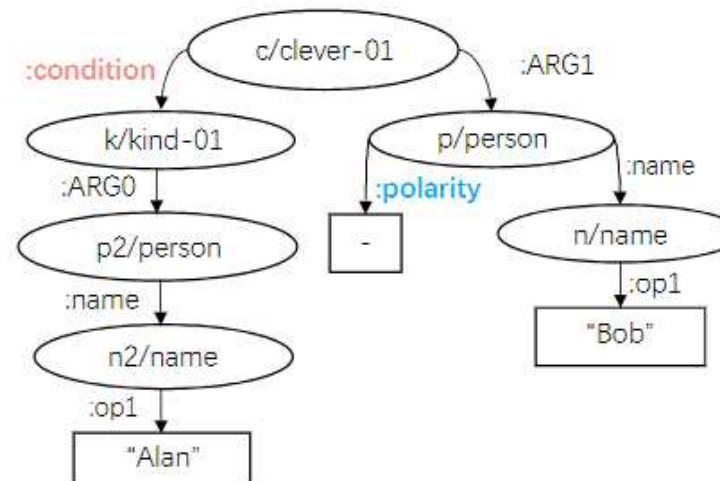 c/clever-01
:condition
:ARG1
k/kind-01
p/person
:ARG0
:polarity
:name
p2/person
-
n/name
:name
:op1
n2/name
“Bob”
:op1
“Alan”